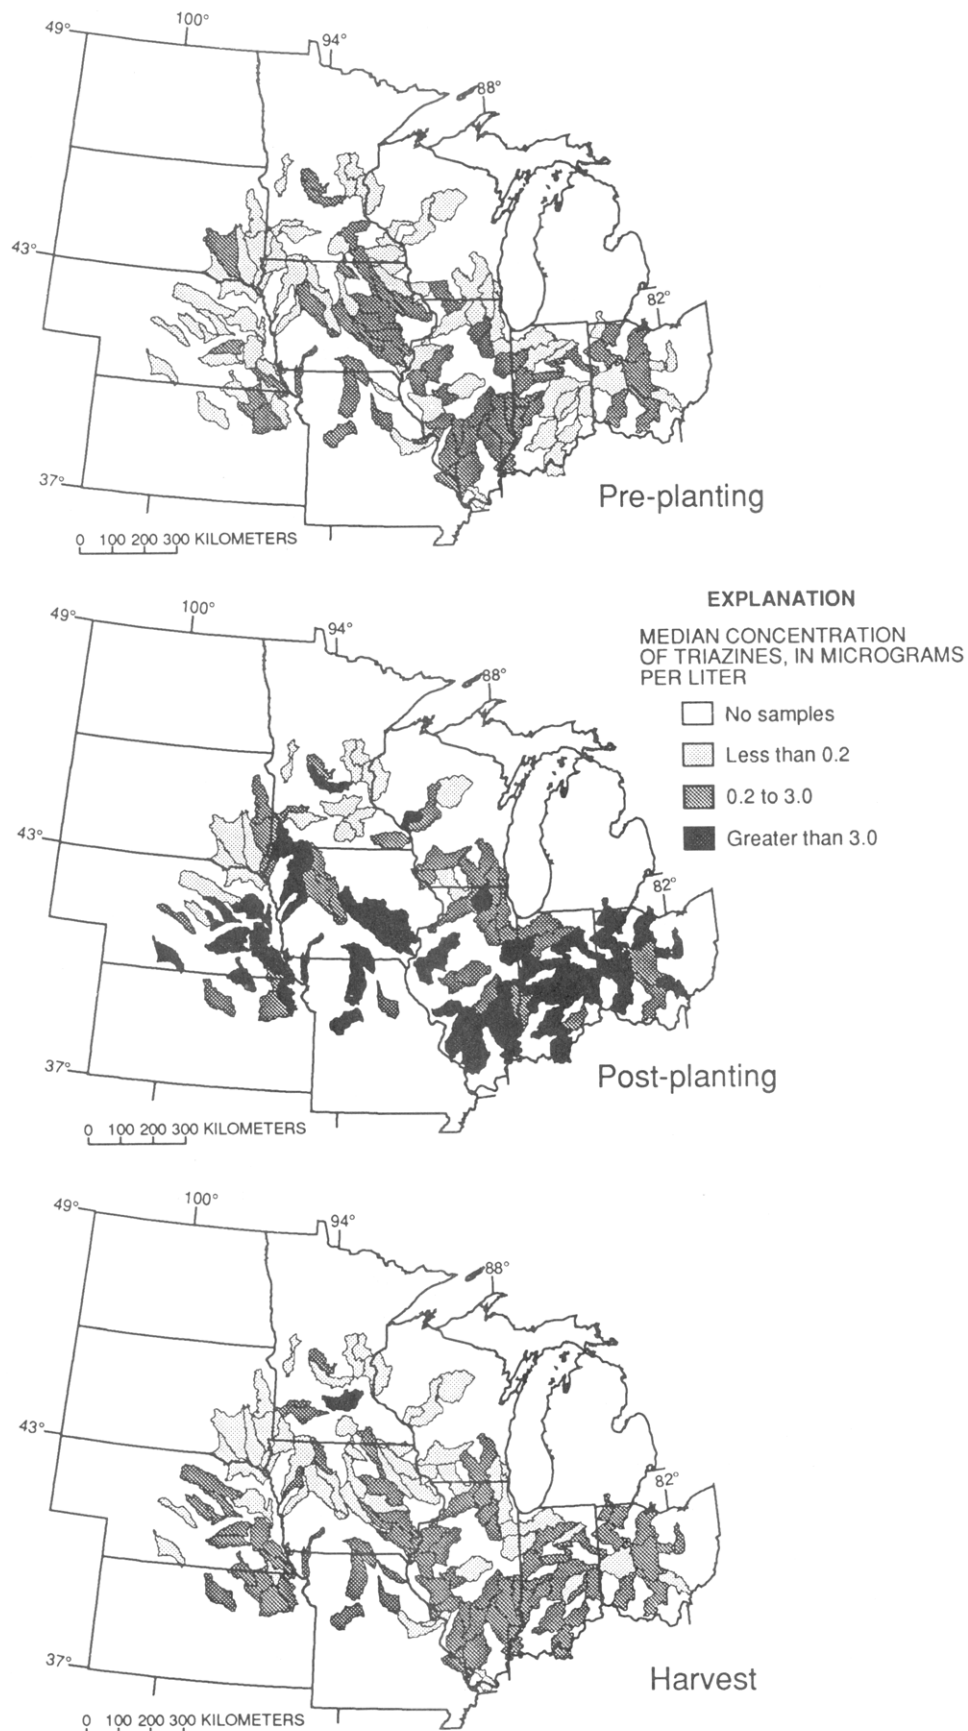 100°
49°
94°
88°
43°
82°
37°
Pre-planting
0 100 200 300 KILOMETERS
EXPLANATION
MEDIAN CONCENTRATION
OF TRIAZINES, IN MICROGRAMS
PER LITER
No samples
Less than 0.2
0.2 to 3.0
Greater than 3.0
100°
49°
94°
88°
43°
82°
37°
Post-planting
0 100 200 300 KILOMETERS
100°
49°
94°
88°
43°
82°
37°
Harvest
0 100 200 300 KILOMETERS